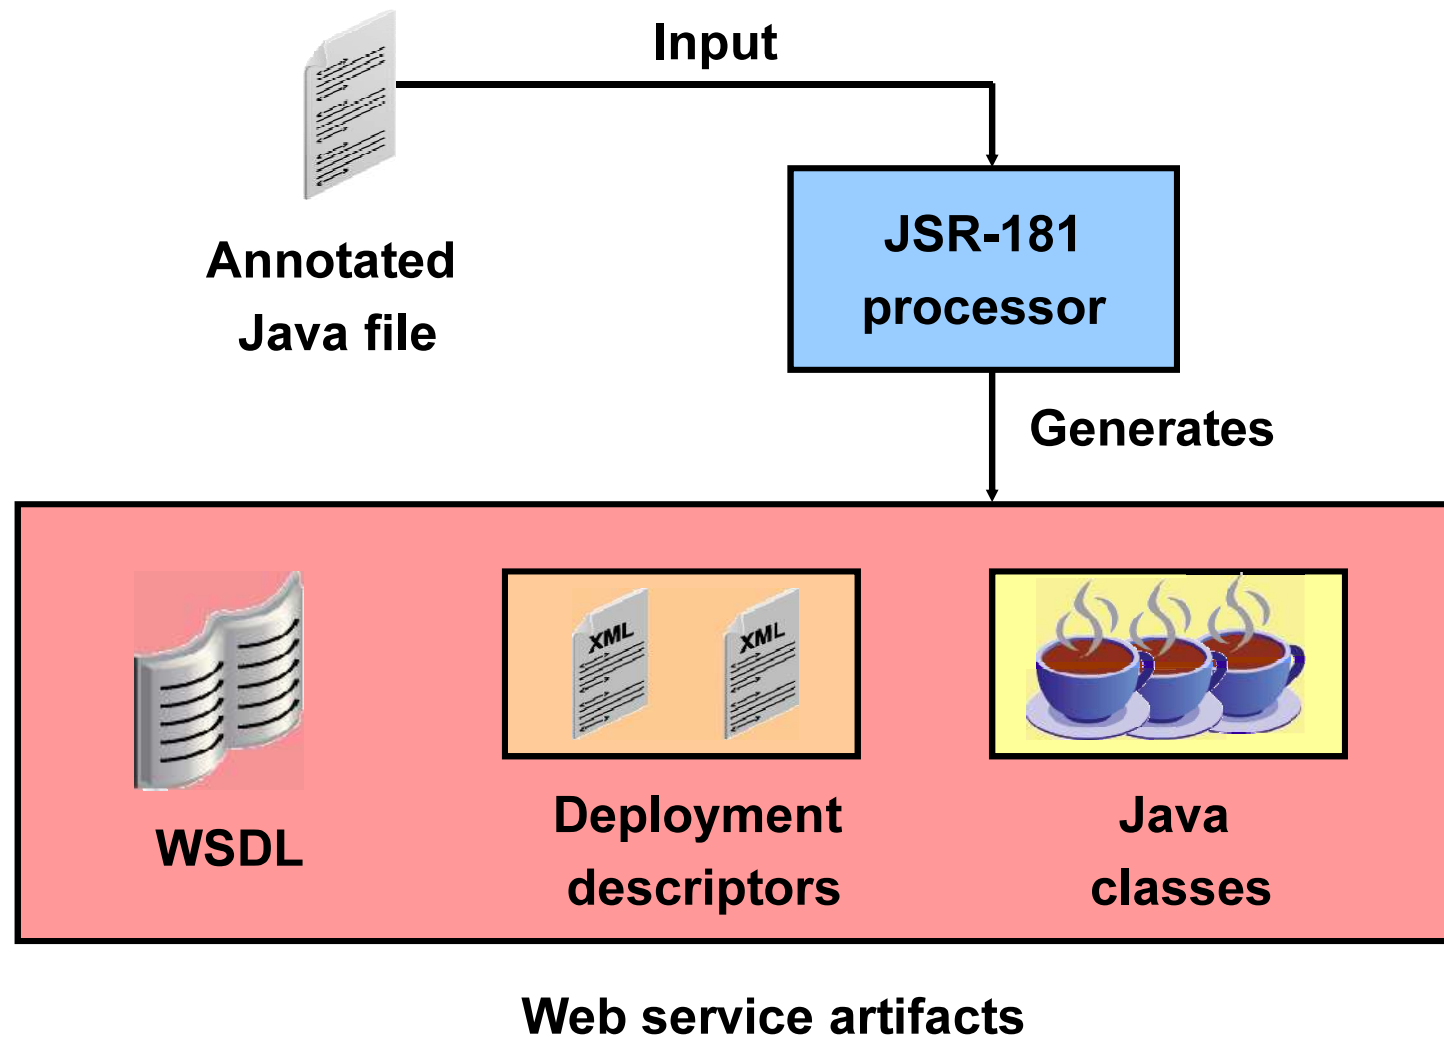 Input
Annotated
Java file
JSR-181
processor
Generates
XML
XML
WSDL
Deployment
descriptors
Java
classes
Web service artifacts